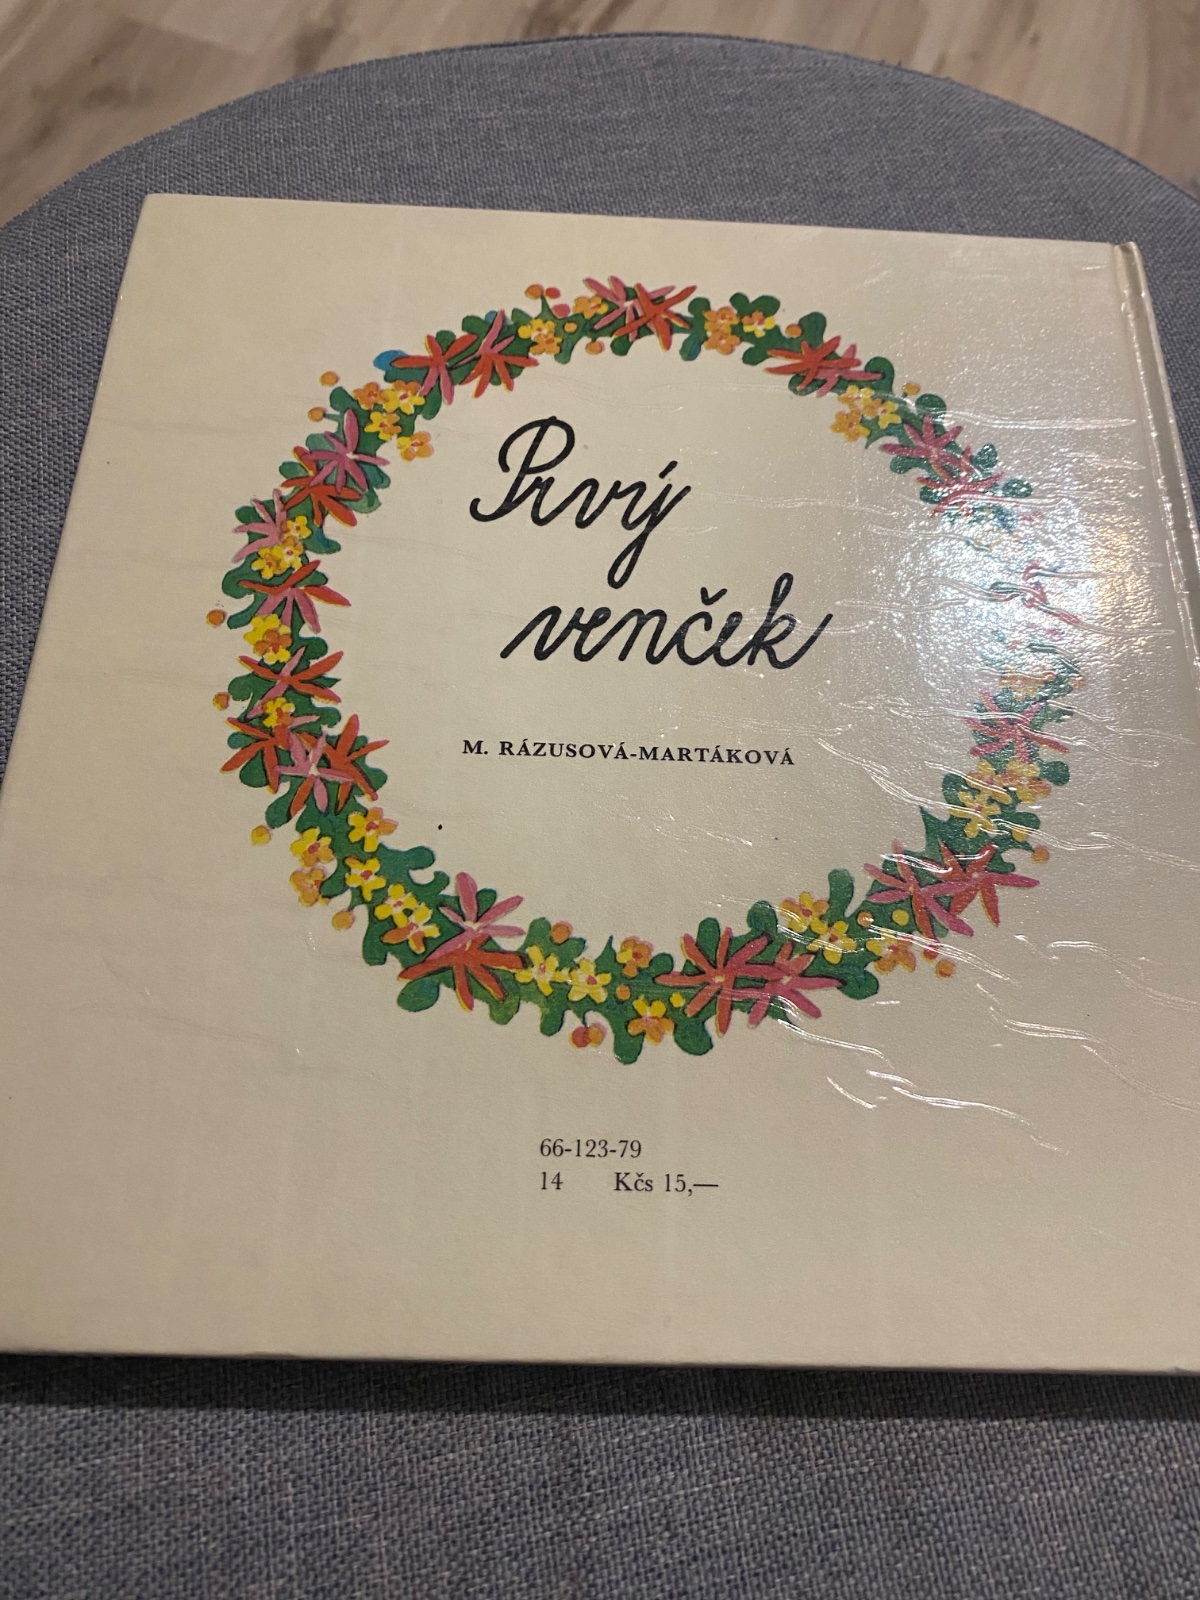 Prvý
venček
M. RÁZUSOVÁ-MARTÁKOVÁ
66-123-79
14 Kčs 15,—